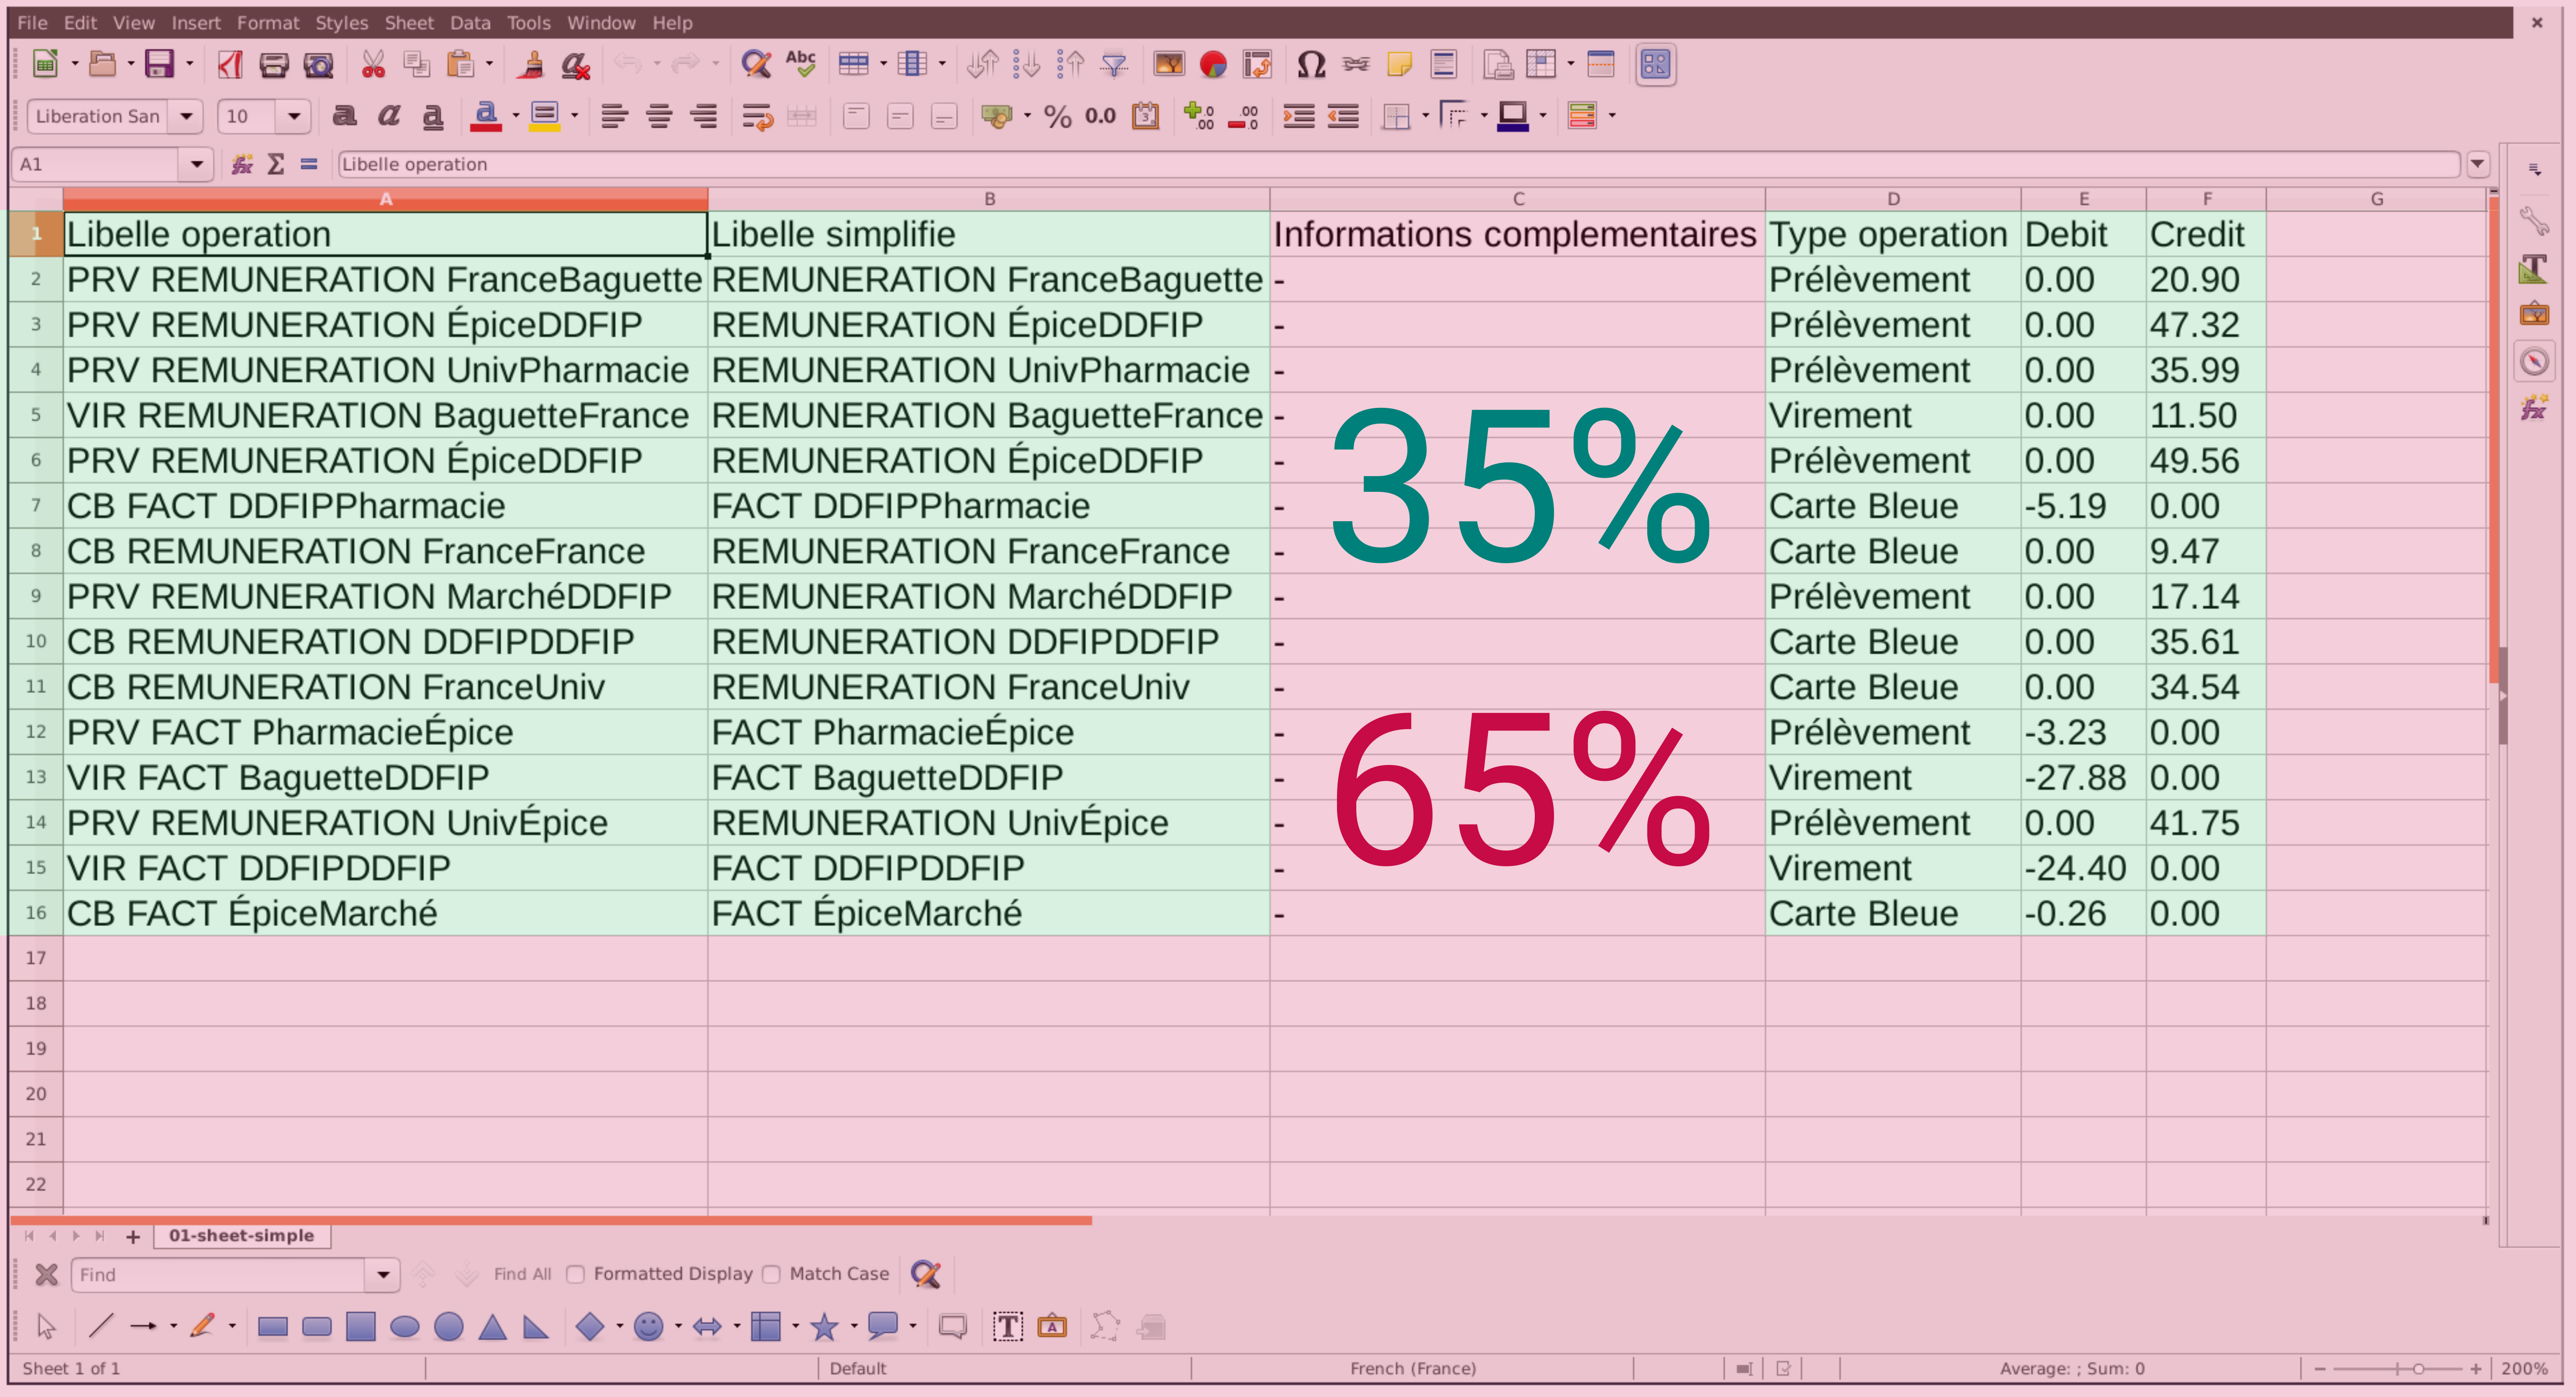 File Edit View Insert Format Styles Sheet Data Tools Window Help
Abc
Liberation San 10 a a a a % 0.0
A1 Libelle operation
A B C D E F G
1 Libelle operation Libelle simplifie Informations complementaires Type operation Debit Credit
2 PRV REMUNERATION FranceBaguette REMUNERATION FranceBaguette - Prélèvement 0.00 20.90
3 PRV REMUNERATION ÉpiceDDFIP REMUNERATION ÉpiceDDFIP - Prélèvement 0.00 47.32
4 PRV REMUNERATION UnivPharmacie REMUNERATION UnivPharmacie - Prélèvement 0.00 35.99
5 VIR REMUNERATION BaguetteFrance REMUNERATION BaguetteFrance - Virement 0.00 11.50
6 PRV REMUNERATION ÉpiceDDFIP REMUNERATION ÉpiceDDFIP - Prélèvement 0.00 49.56
35%
7 CB FACT DDFIPPharmacie FACT DDFIPPharmacie - Carte Bleue -5.19 0.00
8 CB REMUNERATION FranceFrance REMUNERATION FranceFrance - Carte Bleue 0.00 9.47
9 PRV REMUNERATION MarchéDDFIP REMUNERATION MarchéDDFIP - Prélèvement 0.00 17.14
10 CB REMUNERATION DDFIPDDFIP REMUNERATION DDFIPDDFIP - Carte Bleue 0.00 35.61
11 CB REMUNERATION FranceUniv REMUNERATION FranceUniv - Carte Bleue 0.00 34.54
12 PRV FACT PharmacieÉpice FACT PharmacieÉpice - Prélèvement -3.23 0.00
13 VIR FACT BaguetteDDFIP FACT BaguetteDDFIP - Virement -27.88 0.00
65%
14 PRV REMUNERATION UnivÉpice REMUNERATION UnivÉpice - Prélèvement 0.00 41.75
15 VIR FACT DDFIPDDFIP FACT DDFIPDDFIP - Virement -24.40 0.00
16 CB FACT ÉpiceMarché FACT ÉpiceMarché - Carte Bleue -0.26 0.00
17
18
19
20
21
22
01-sheet-simple
Find Find All Formatted Display Match Case
Sheet 1 of 1 Default French (France) Average: ; Sum: 0 200%